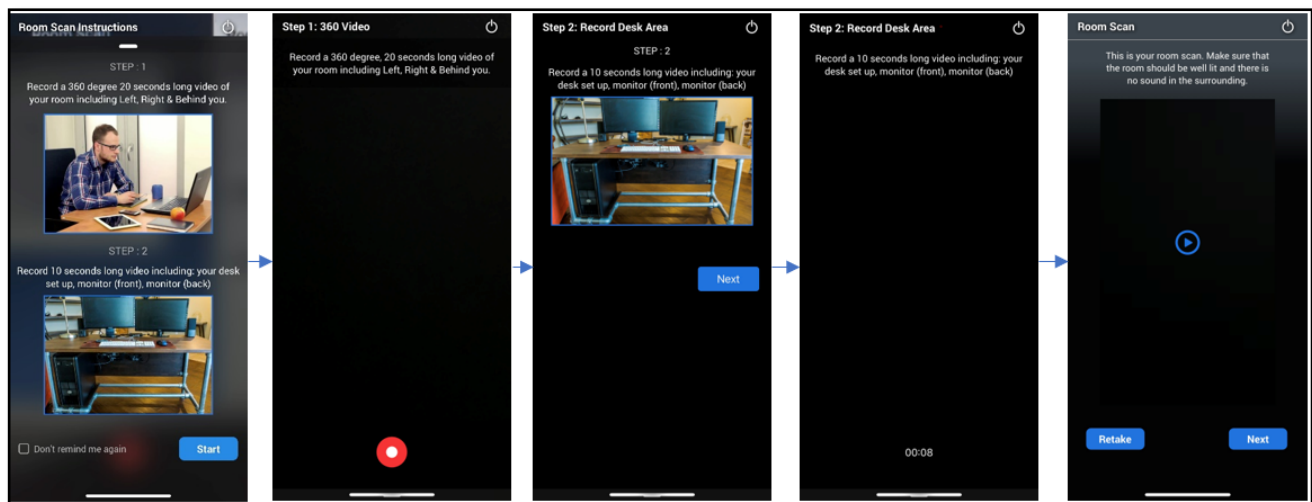 Room Scan Instructions
STEP : 1
Record a 360 degree 20 seconds long video of
your room including Left, Right & Behind you.
STEP : 2
Record 10 seconds long video including: your desk
set up, monitor (front), monitor (back)
Don't remind me again
Start
Step 1: 360 Video
Record a 360 degree, 20 seconds long video of
your room including Left, Right & Behind you.
Step 2: Record Desk Area
STEP : 2
Record a 10 seconds long video including: your
desk set up, monitor (front), monitor (back)
Next
Step 2: Record Desk Area
Record a 10 seconds long video including: your
desk set up, monitor (front), monitor (back)
00:08
Room Scan
This is your room scan. Make sure that
the room should be well lit and there is
no sound in the surrounding.
Retake
Next